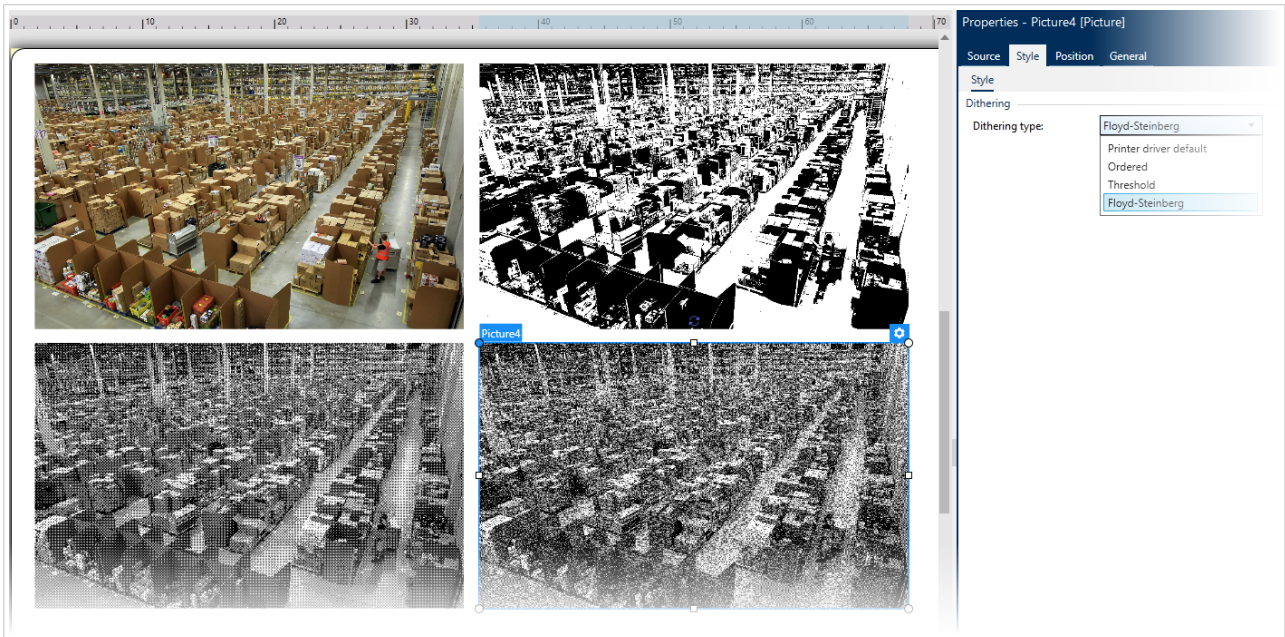 0 10 20 30 40 50 60 70
Properties - Picture4 [Picture]
Source Style Position General
Style
Dithering
Dithering type: Floyd-Steinberg
Printer driver default
Ordered
Threshold
Floyd-Steinberg
Picture4